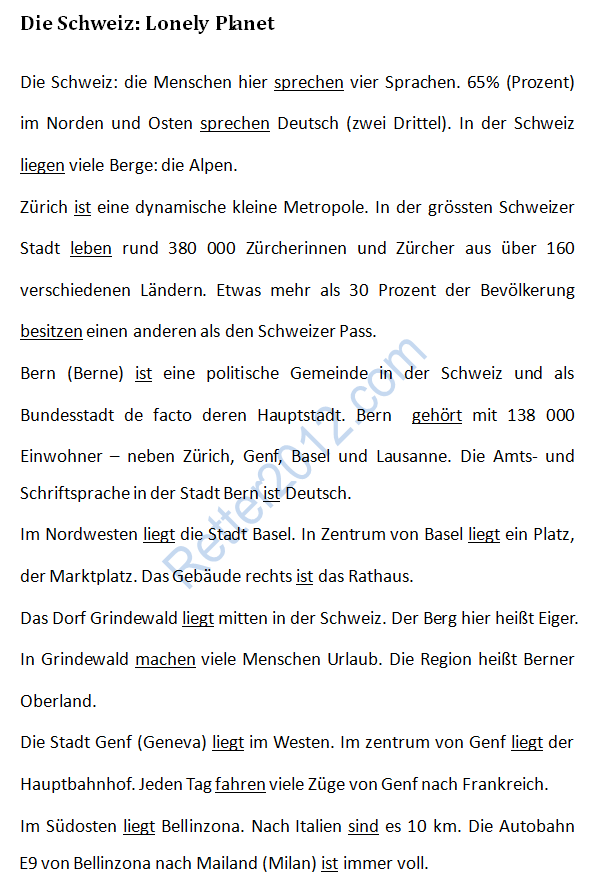 Die Schweiz: Lonely Planet
Die Schweiz: die Menschen hier sprechen vier Sprachen. 65% (Prozent)
im Norden und Osten sprechen Deutsch (zwei Drittel). In der Schweiz
liegen viele Berge: die Alpen.
Zürich ist eine dynamische kleine Metropole. In der grössten Schweizer
Stadt leben rund 380 000 Zürcherinnen und Zürcher aus über 160
verschiedenen Ländern. Etwas mehr als 30 Prozent der Bevölkerung
besitzen einen anderen als den Schweizer Pass.
Bern (Berne) ist eine politische Gemeinde in der Schweiz und als
Bundesstadt de facto deren Hauptstadt. Bern gehört mit 138 000
Einwohner – neben Zürich, Genf, Basel und Lausanne. Die Amts- und
Schriftsprache in der Stadt Bern ist Deutsch.
Im Nordwesten liegt die Stadt Basel. In Zentrum von Basel liegt ein Platz,
der Marktplatz. Das Gebäude rechts ist das Rathaus.
Das Dorf Grindewald liegt mitten in der Schweiz. Der Berg hier heißt Eiger.
In Grindewald machen viele Menschen Urlaub. Die Region heißt Berner
Oberland.
Die Stadt Genf (Geneva) liegt im Westen. Im zentrum von Genf liegt der
Hauptbahnhof. Jeden Tag fahren viele Züge von Genf nach Frankreich.
Im Südosten liegt Bellinzona. Nach Italien sind es 10 km. Die Autobahn
E9 von Bellinzona nach Mailand (Milan) ist immer voll.
Retter2012.com